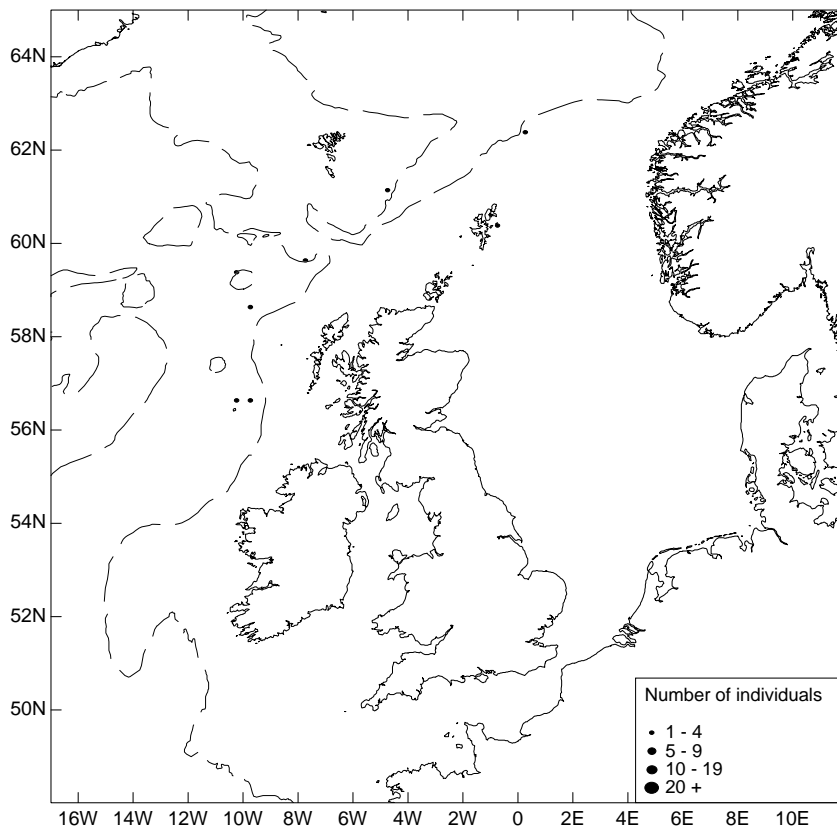 64N
62N
60N
58N
56N
54N
52N
50N
Number of individuals
1 - 4
5 - 9
10 - 19
20 +
16W 14W 12W 10W 8W 6W 4W 2W 0 2E 4E 6E 8E 10E